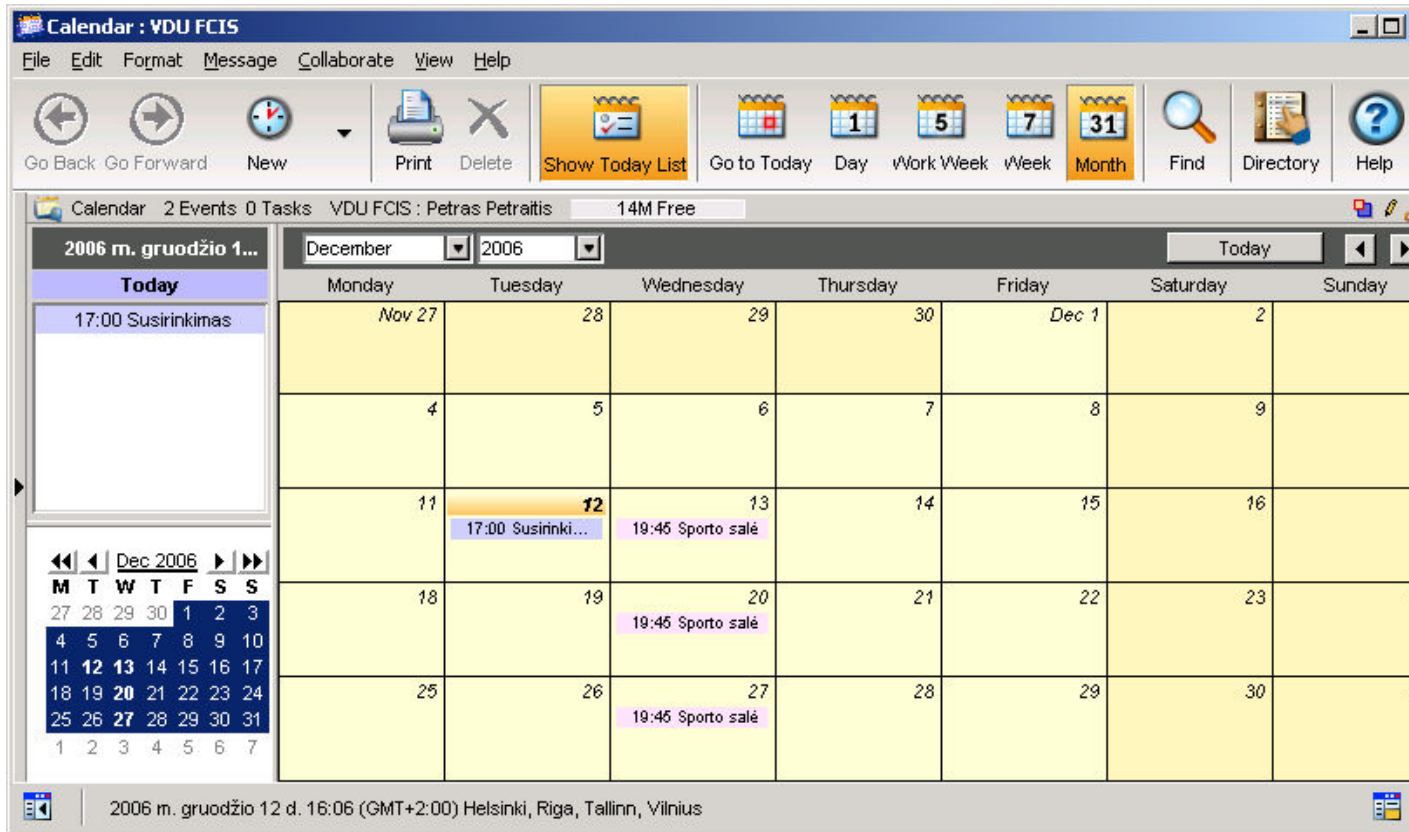 Calendar : VDU FCIS
File Edit Format Message Collaborate View Help
Go Back Go Forward New Print Delete Show Today List Go to Today Day Work Week Week Month Find Directory Help
1 5 7 31
Calendar 2 Events 0 Tasks VDU FCIS : Petras Petraitis 14M Free
2006 m. gruodžio 1... December 2006 Today
Today Monday Tuesday Wednesday Thursday Friday Saturday Sunday
17:00 Susirinkimas
Nov 27 28 29 30 Dec 1 2
4 5 6 7 8 9
11 12 13 14 15 16
17:00 Susirinki... 19:45 Sporto salė
18 19 20 21 22 23
19:45 Sporto salė
25 26 27 28 29 30
19:45 Sporto salė
Dec 2006
M T W T F S S
27 28 29 30 1 2 3
4 5 6 7 8 9 10
11 12 13 14 15 16 17
18 19 20 21 22 23 24
25 26 27 28 29 30 31
1 2 3 4 5 6 7
2006 m. gruodžio 12 d. 16:06 (GMT+2:00) Helsinki, Riga, Tallinn, Vilnius